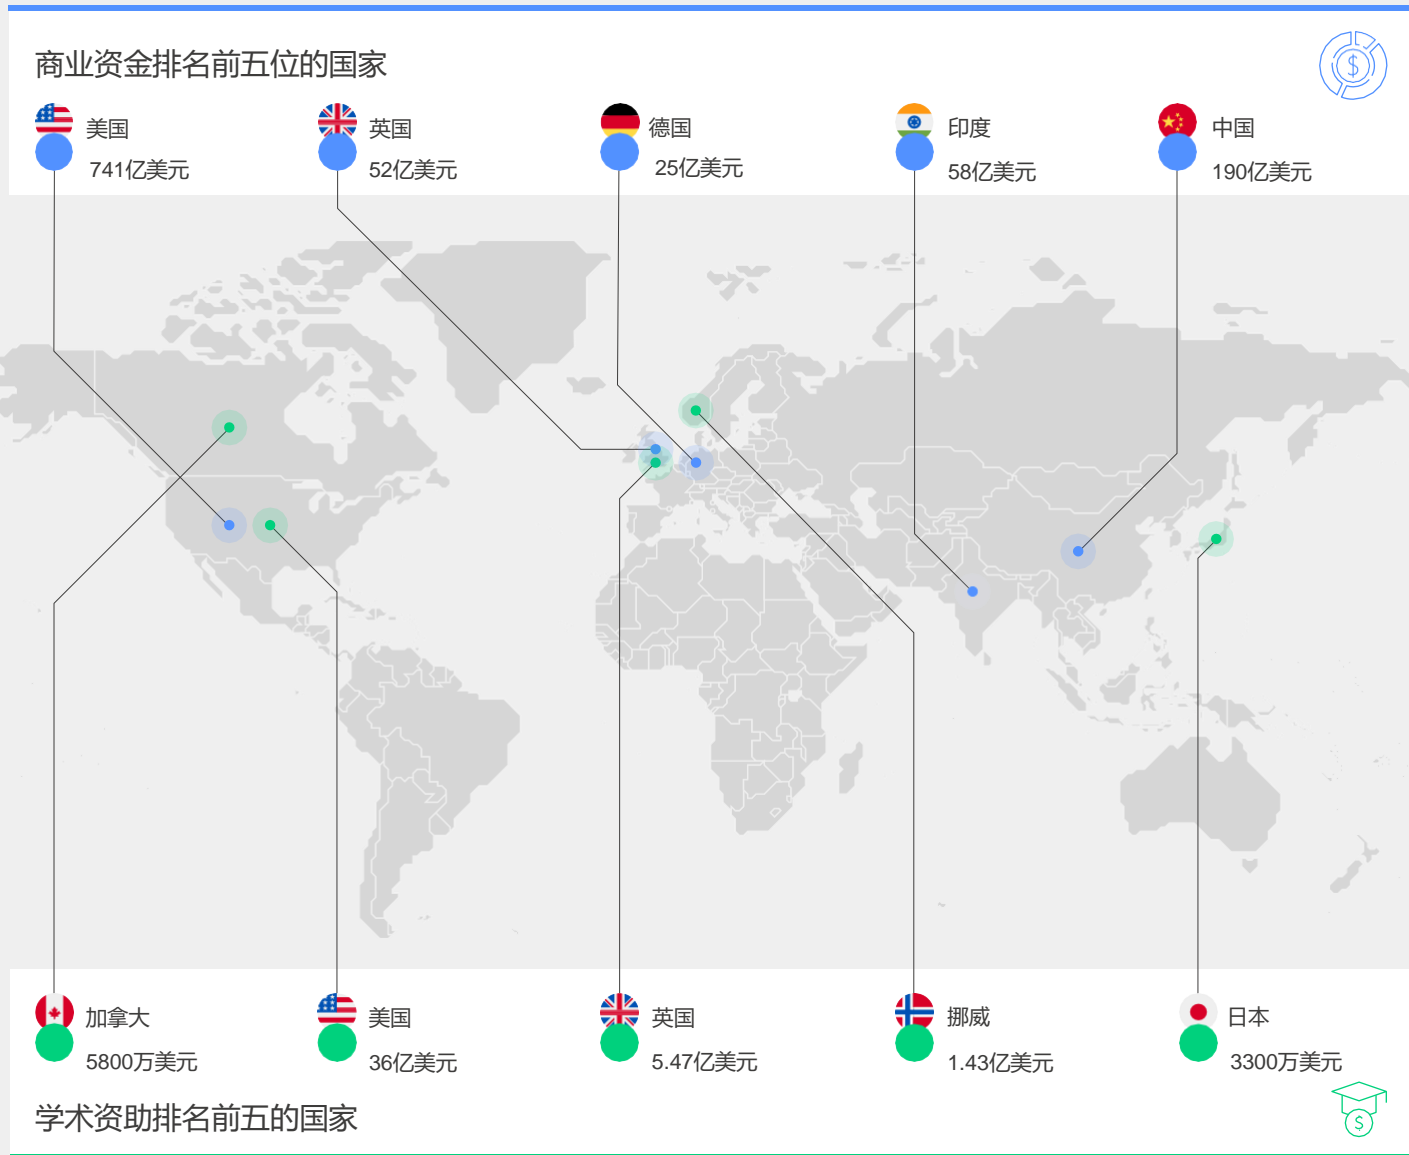 商业资金排名前五位的国家
$
美国
741亿美元
英国
52亿美元
德国
25亿美元
印度
58亿美元
中国
190亿美元
加拿大
5800万美元
美国
36亿美元
英国
5.47亿美元
挪威
1.43亿美元
日本
3300万美元
学术资助排名前五的国家
$